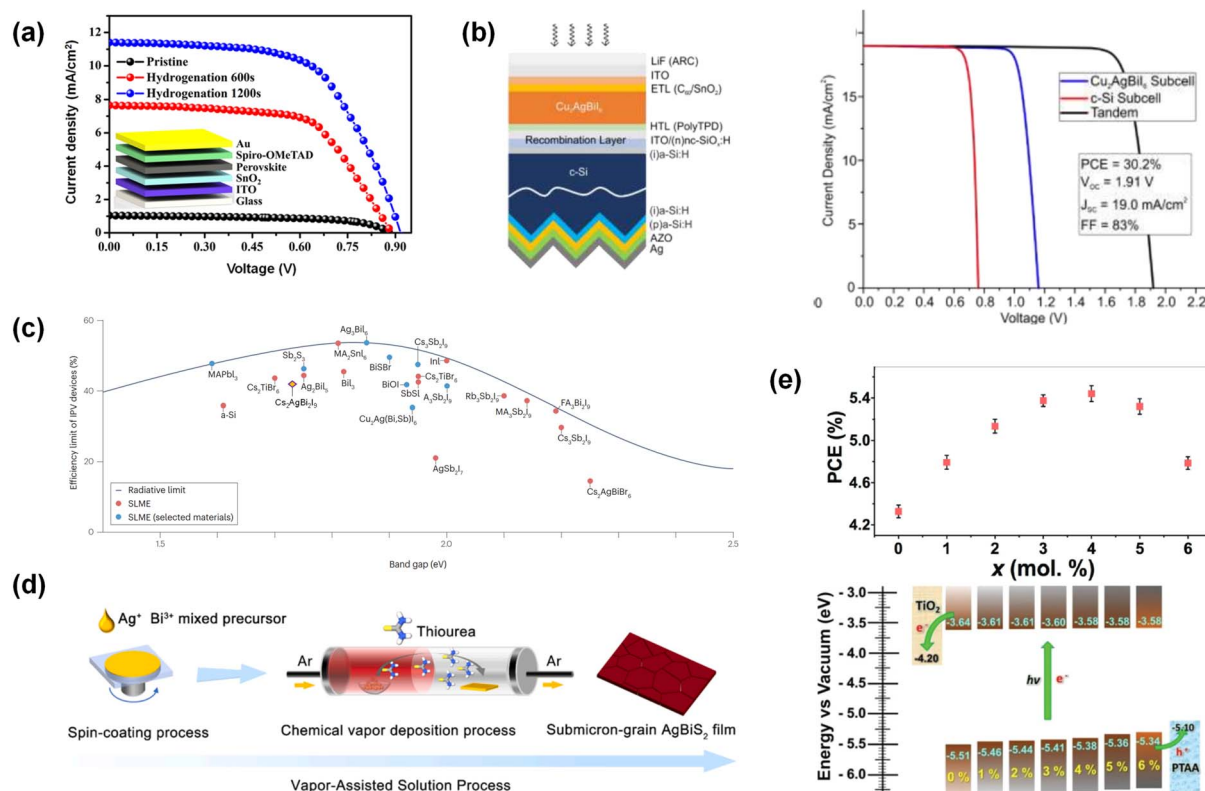 (a)
Current density (mA/cm²)
12
10
8
6
4
2
0
Pristine
Hydrogenation 600s
Hydrogenation 1200s
Au
Spiro-OMeTAD
Perovskite
SnO₂
ITO
Glass
0.00 0.15 0.30 0.45 0.60 0.75 0.90
Voltage (V)
(b)
LiF (ARC)
ITO
ETL (C₆₀/SnO₂)
Cu₂AgBiI₆
HTL (PolyTPD)
Recombination Layer
ITO/(n)nc-SiOₓ:H
(i)a-Si:H
c-Si
(i)a-Si:H
(p)a-Si:H
AZO
Ag
Current Density (mA/cm²)
15
10
5
0
Cu₂AgBiI₆ Subcell
c-Si Subcell
Tandem
PCE = 30.2%
V_OC = 1.91 V
J_SC = 19.0 mA/cm²
FF = 83%
0.0 0.2 0.4 0.6 0.8 1.0 1.2 1.4 1.6 1.8 2.0 2.2
Voltage (V)
(c)
Efficiency limit of IPV devices (%)
60
40
20
0
MAPbI₃
a-Si
Cs₂TiBr₆
Sb₂S₃
Ag₂BiI₅
Cs₂AgBi₂I₉
Ag₃BiI₆
MA₂SnI₆
BiI₃
BiSBr
BiOI
Cu₂Ag(Bi,Sb)I₆
Cs₃Sb₂I₉
InI
Cs₂TiBr₆
SbSI
A₃Sb₂I₉
AgSb₂I₇
Rb₃Sb₂I₉
MA₃Sb₂I₉
FA₃Bi₂I₉
Cs₃Sb₂I₉
Cs₂AgBiBr₆
Radiative limit
SLME
SLME (selected materials)
1.5 2.0 2.5
Band gap (eV)
(d)
Ag⁺ Bi³⁺ mixed precursor
Thiourea
Ar
Ar
Spin-coating process
Chemical vapor deposition process
Submicron-grain AgBiS₂ film
Vapor-Assisted Solution Process
(e)
PCE (%)
5.4
5.0
4.6
4.2
0 1 2 3 4 5 6
x (mol. %)
Energy vs Vacuum (eV)
-3.0
-3.5
-4.0
-4.5
-5.0
-5.5
-6.0
TiO₂
e⁻
-4.20
-3.64 -3.61 -3.61 -3.60 -3.58 -3.58 -3.58
hν
e⁻
-5.51 -5.46 -5.44 -5.41 -5.38 -5.36 -5.34
0 % 1 % 2 % 3 % 4 % 5 % 6 %
-5.10
h⁺
PTAA